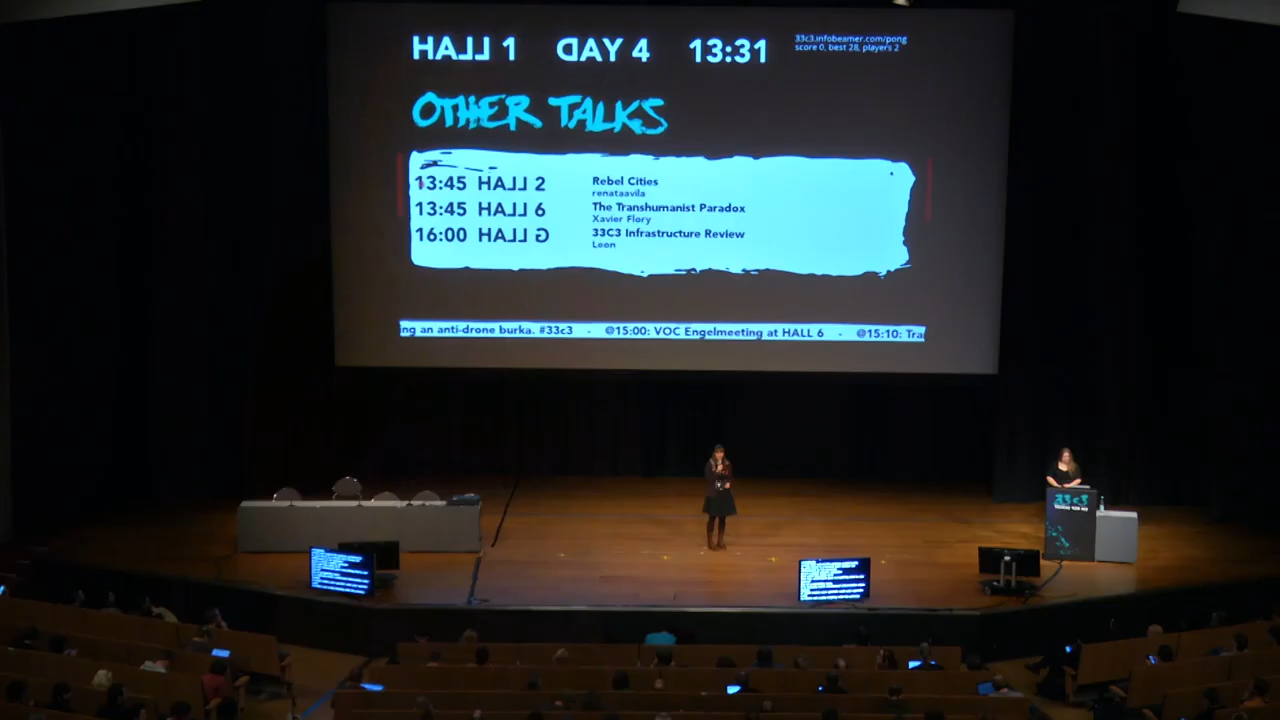 HALL 1 DAY 4 13:31
33c3.infobeamer.com/pong
score 0, best 28, players 2
OTHER TALKS
13:45 HALL 2 Rebel Cities
renataavila
13:45 HALL 6 The Transhumanist Paradox
Xavier Flory
16:00 HALL G 33C3 Infrastructure Review
Leon
ing an anti-drone burka. #33c3 - @15:00: VOC Engelmeeting at HALL 6 - @15:10: Tra
33c3